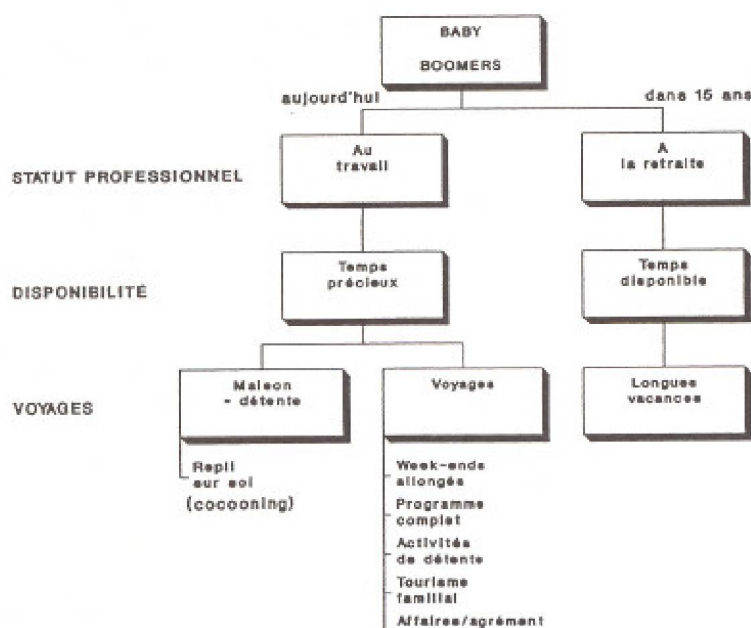 BABY
BOOMERS
aujourd'hui
dans 15 ans
STATUT PROFESSIONNEL
Au
travail
A
la retraite
DISPONIBILITÉ
Temps
précieux
Temps
disponible
VOYAGES
Maison
- détente
Voyages
Longues
vacances
Repli
sur soi
(cocooning)
Week-ends
allongés
Programme
complet
Activités
de détente
Tourisme
familial
Affaires/agrément